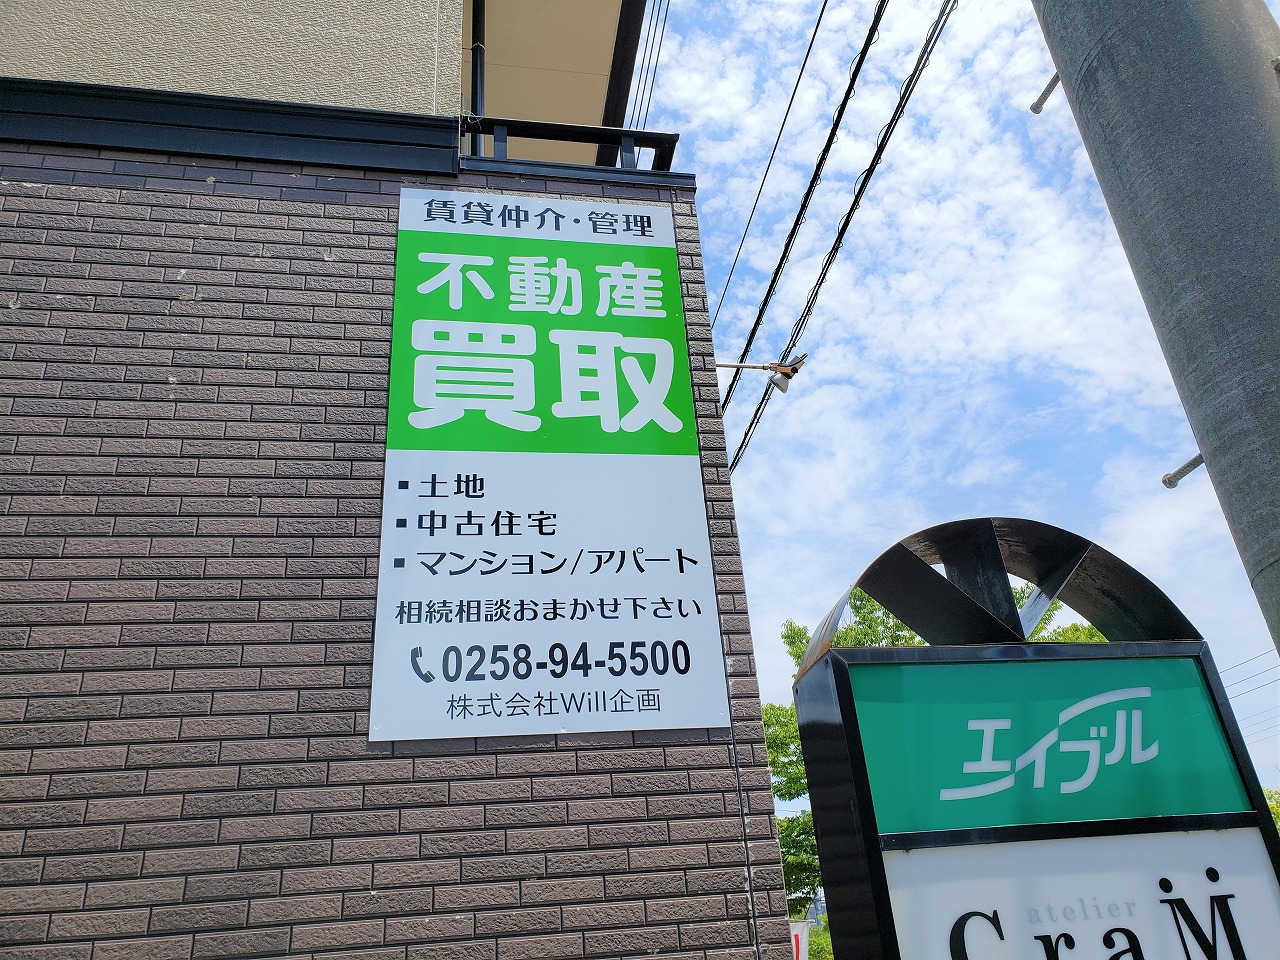 賃貸仲介・管理
不動産
買取
▪土地
▪中古住宅
▪マンション/アパート
相続相談おまかせ下さい
0258-94-5500
株式会社Will企画
エイブル
atelier
CraM